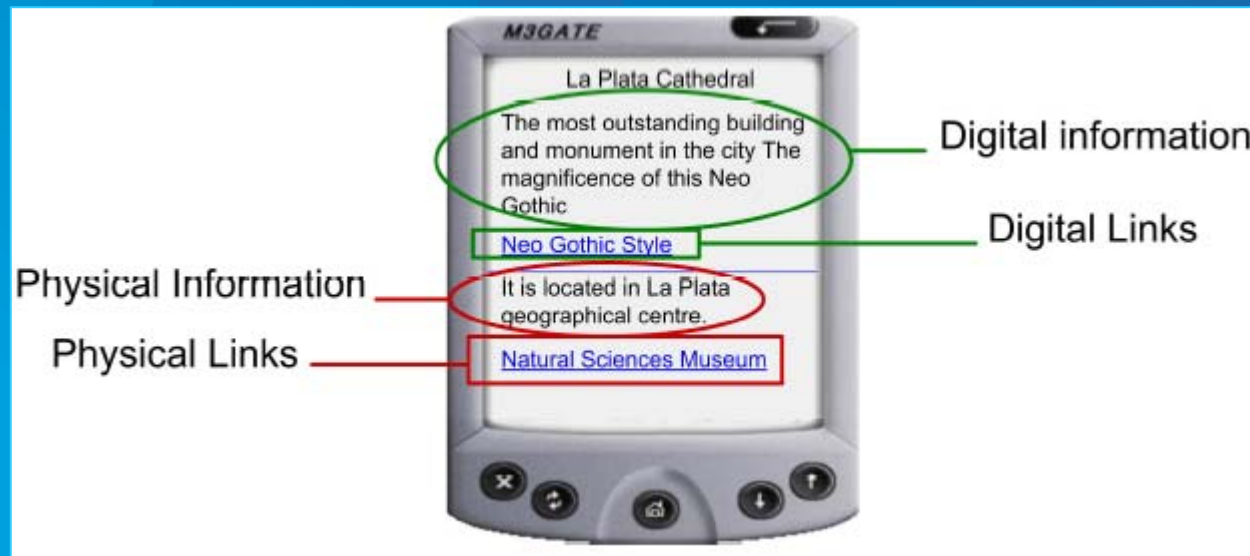 M3GATE
La Plata Cathedral
The most outstanding building
and monument in the city The
magnificence of this Neo
Gothic
Neo Gothic Style
It is located in La Plata
geographical centre.
Natural Sciences Museum
Digital information
Digital Links
Physical Information
Physical Links